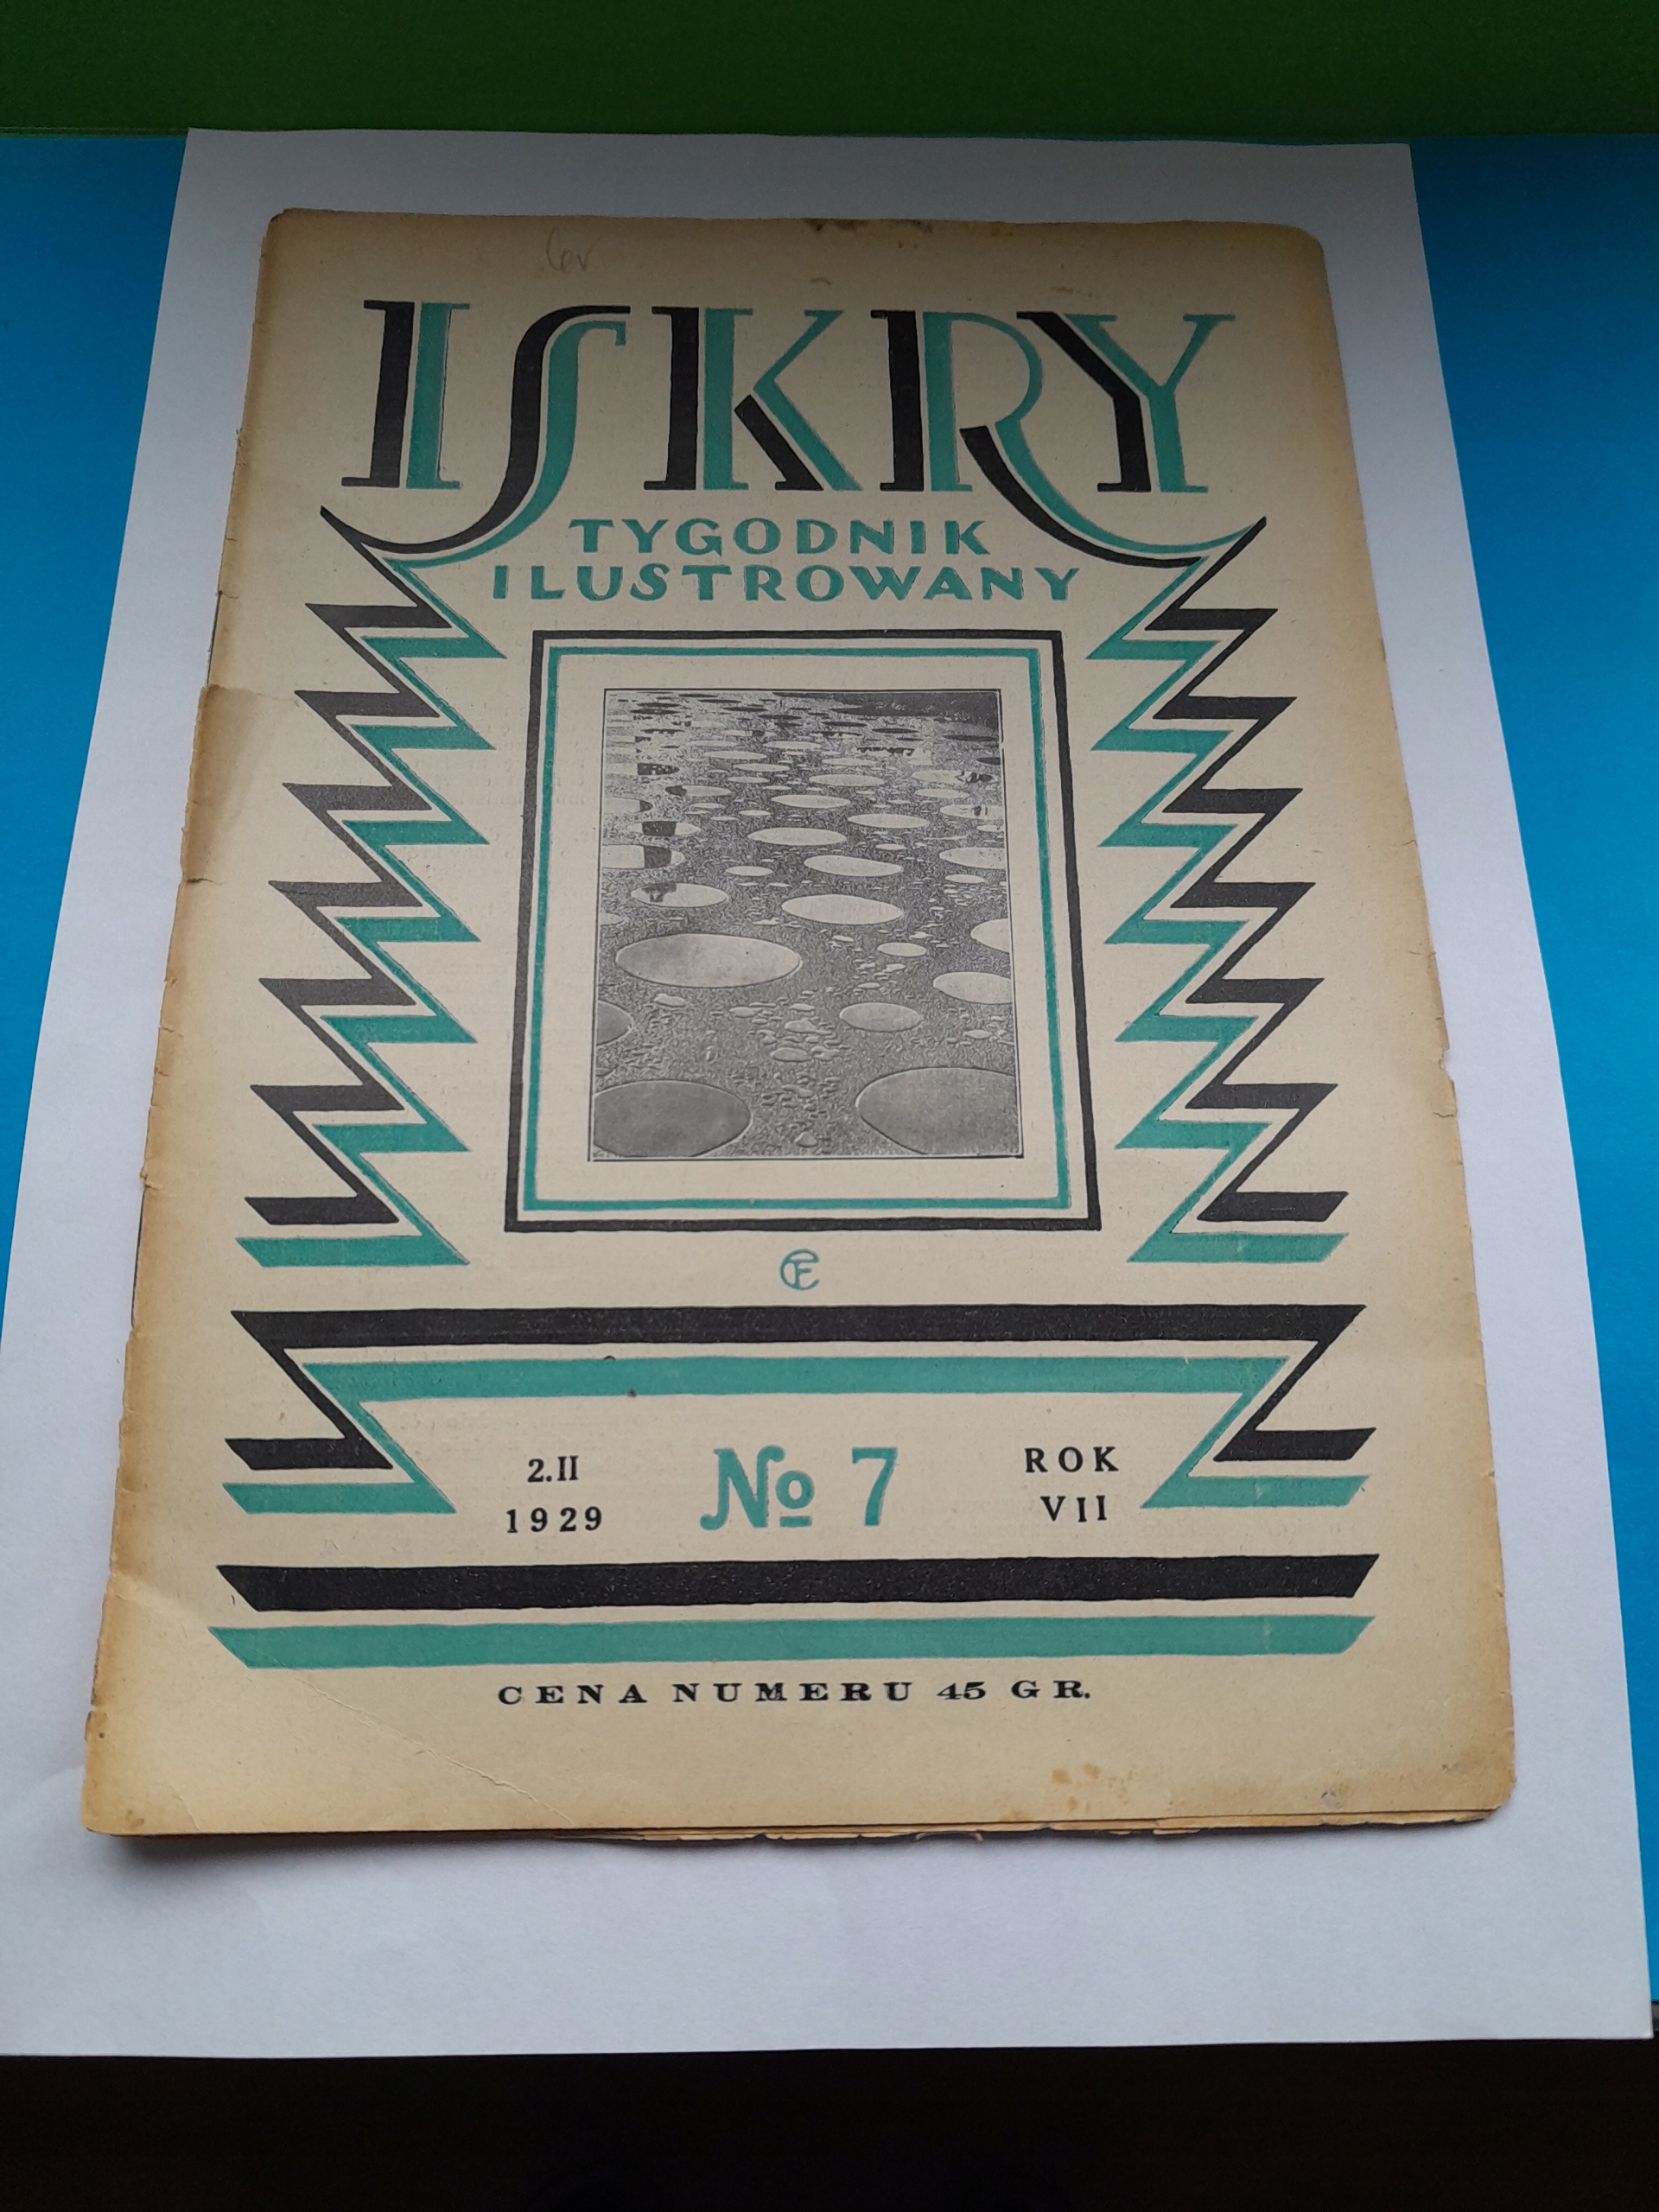 ISKRY
TYGODNIK
ILUSTROWANY
2.II
1929
No 7
ROK
VII
CENA NUMERU 45 GR.